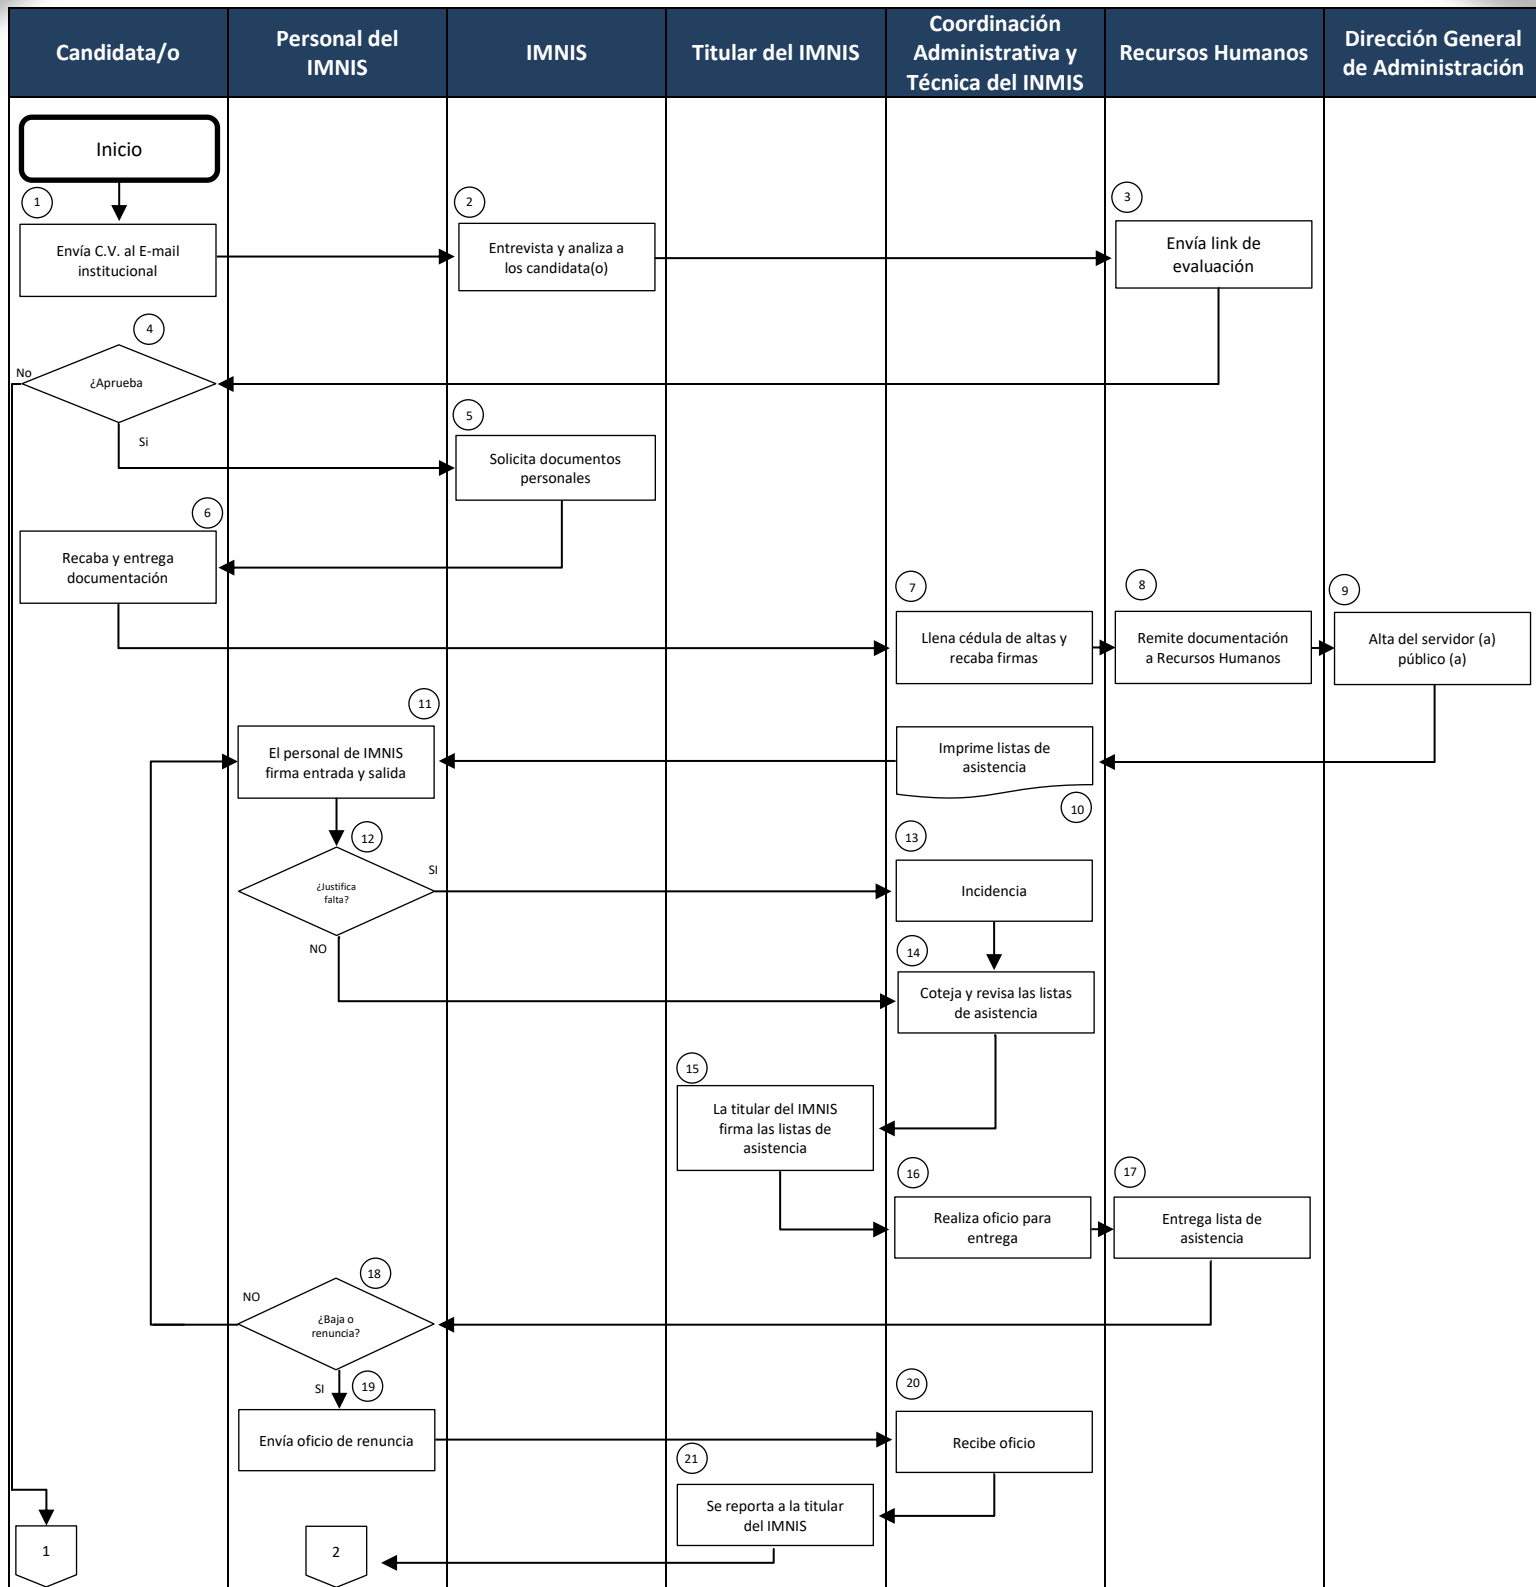 Candidata/o
Personal del
IMNIS
IMNIS
Titular del IMNIS
Coordinación
Administrativa y
Técnica del INMIS
Recursos Humanos
Dirección General
de Administración
Inicio
1
2
3
Envía C.V. al E-mail
institucional
Entrevista y analiza a
los candidata(o)
Envía link de
evaluación
4
No
¿Aprueba
Si
5
Solicita documentos
personales
6
Recaba y entrega
documentación
7
8
9
Llena cédula de altas y
recaba firmas
Remite documentación
a Recursos Humanos
Alta del servidor (a)
público (a)
11
El personal de IMNIS
firma entrada y salida
Imprime listas de
asistencia
10
12
13
¿Justifica
falta?
SI
NO
Incidencia
14
Coteja y revisa las listas
de asistencia
15
La titular del IMNIS
firma las listas de
asistencia
16
17
Realiza oficio para
entrega
Entrega lista de
asistencia
18
NO
¿Baja o
renuncia?
SI
19
20
Envía oficio de renuncia
Recibe oficio
21
Se reporta a la titular
del IMNIS
1
2